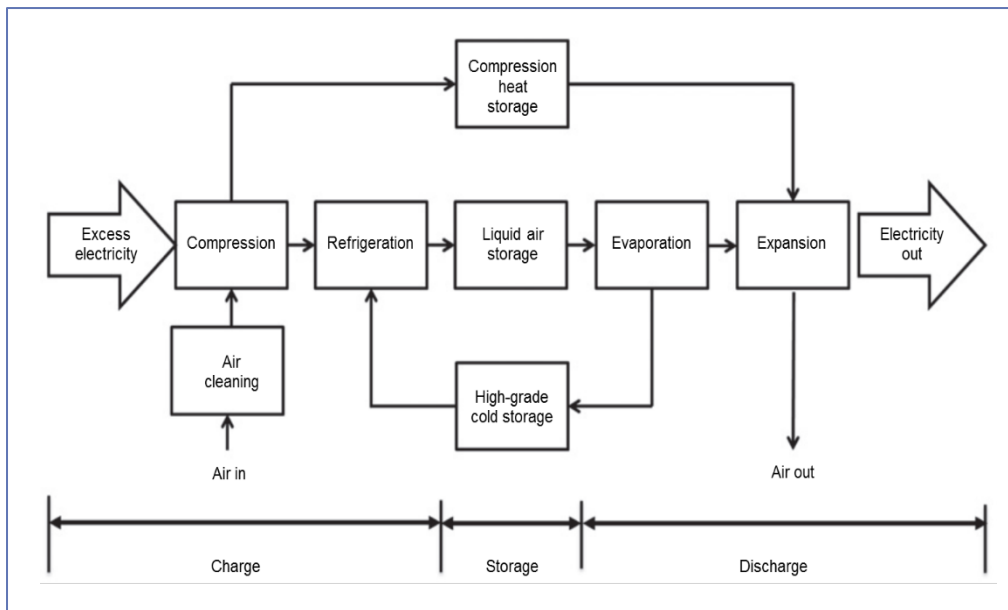 Compression
heat
storage
Excess
electricity
Compression
Refrigeration
Liquid air
storage
Evaporation
Expansion
Electricity
out
Air
cleaning
High-grade
cold storage
Air in
Air out
Charge
Storage
Discharge